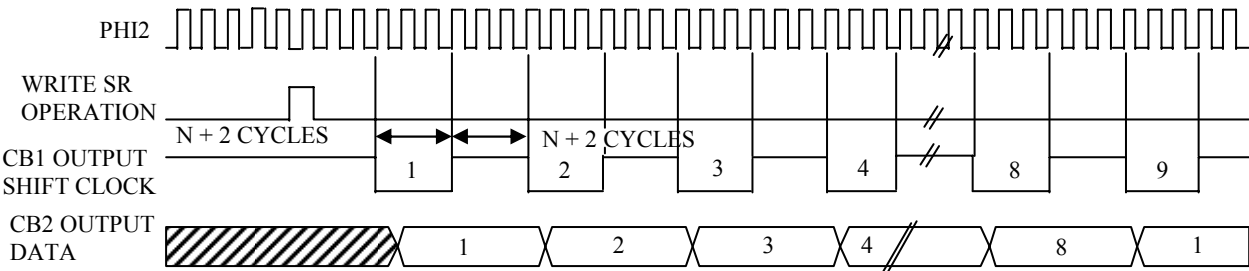 PHI2
WRITE SR
OPERATION
N + 2 CYCLES
N + 2 CYCLES
CB1 OUTPUT
SHIFT CLOCK
1
2
3
4
8
9
CB2 OUTPUT
DATA
1
2
3
4
8
1